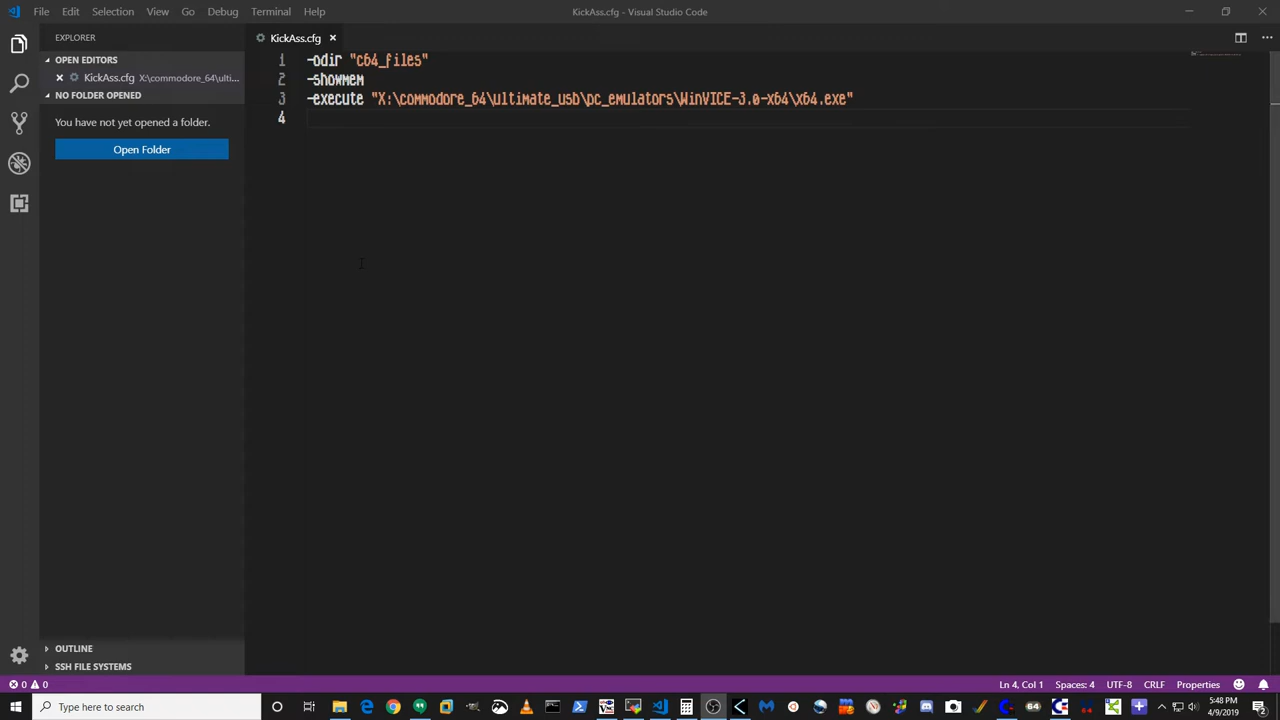 File Edit Selection View Go Debug Terminal Help
KickAss.cfg - Visual Studio Code
EXPLORER
OPEN EDITORS
KickAss.cfg X:\commodore_64\ulti...
NO FOLDER OPENED
You have not yet opened a folder.
Open Folder
OUTLINE
SSH FILE SYSTEMS
KickAss.cfg
1 -odir "c64_files"
2 -showmem
3 -execute "X:\commodore_64\ultimate_usb\pc_emulators\WinVICE-3.0-x64\x64.exe"
4
0 0
Ln 4, Col 1 Spaces: 4 UTF-8 CRLF Properties
Type here to search
5:48 PM
4/9/2019